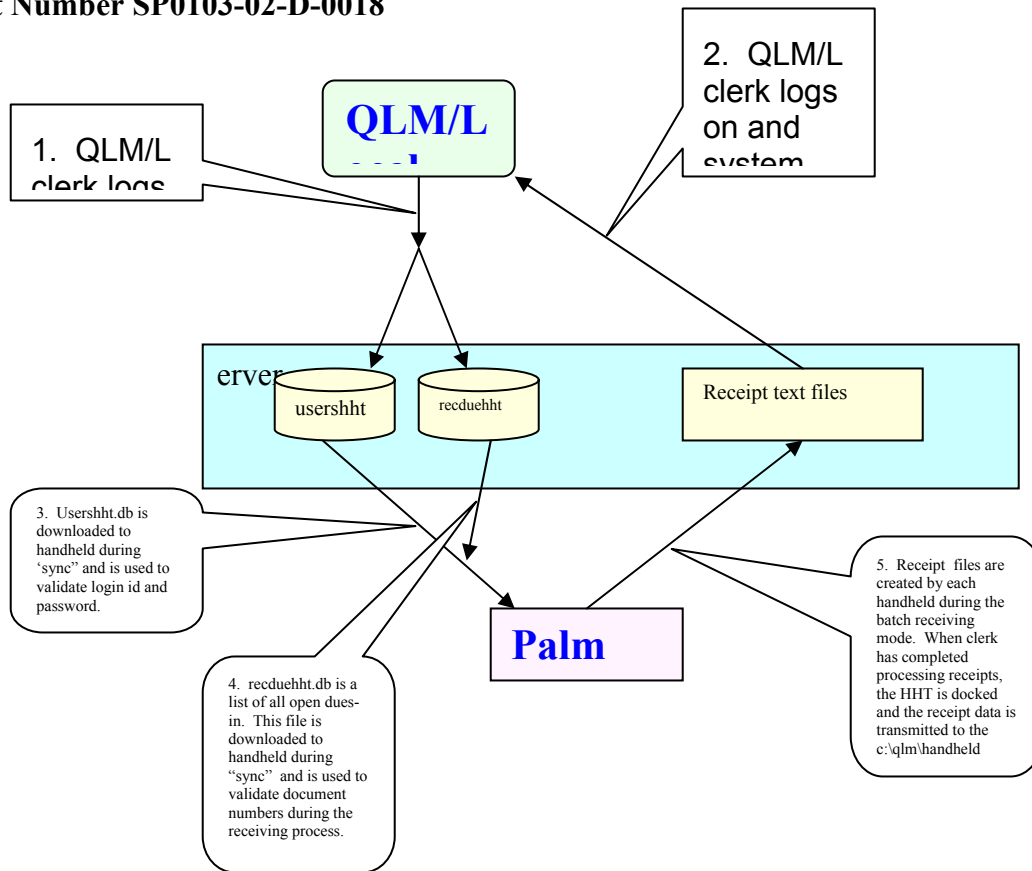 Number SP0103-02-D-0018
2. QLM/L
clerk logs
on and
system
QLM/L
1. QLM/L
clerk logs
erver
usershht
recduehht
Receipt text files
3. Usershht.db is
downloaded to
handheld during
‘sync” and is used to
validate login id and
password.
Palm
4. recduehht.db is a
list of all open dues-
in. This file is
downloaded to
handheld during
“sync” and is used to
validate document
numbers during the
receiving process.
5. Receipt files are
created by each
handheld during the
batch receiving
mode. When clerk
has completed
processing receipts,
the HHT is docked
and the receipt data is
transmitted to the
c:\qlm\handheld